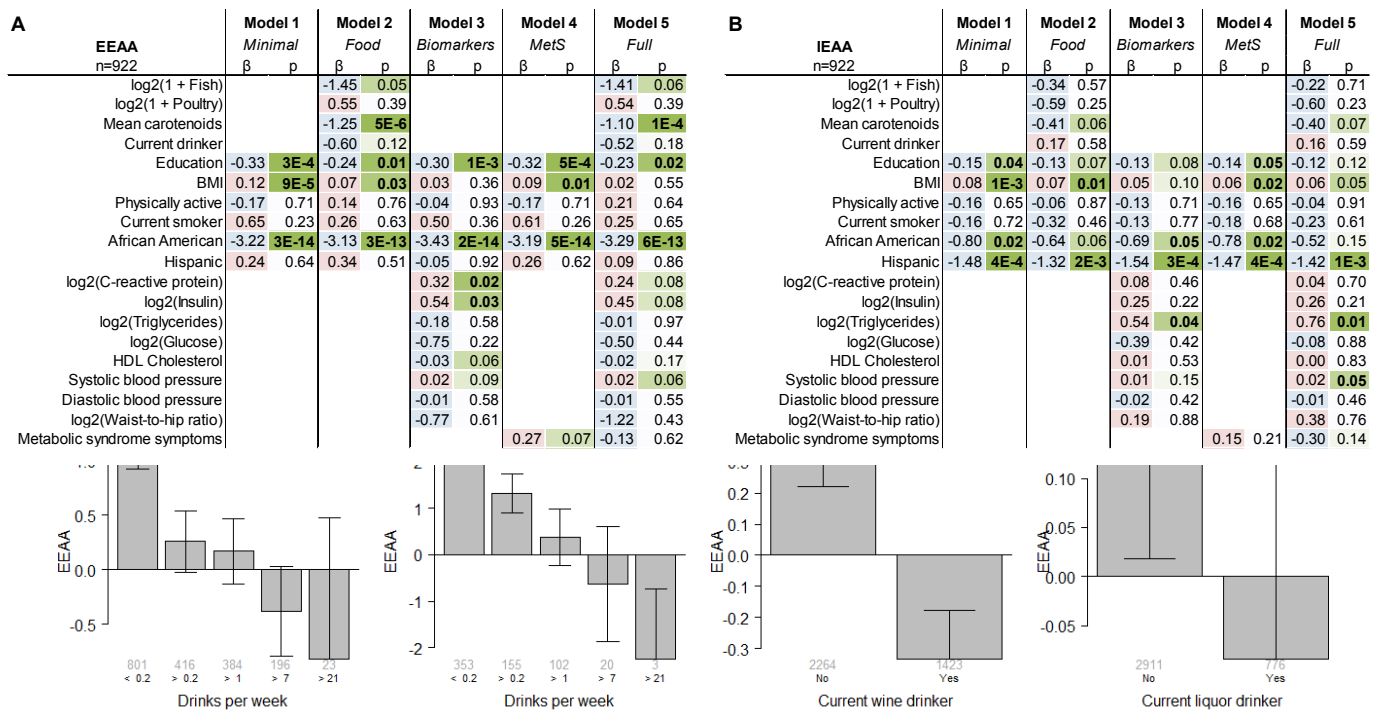 A
Model 1 Model 2 Model 3 Model 4 Model 5
EEAA Minimal Food Biomarkers MetS Full
n=922 β p β p β p β p β p
log2(1 + Fish) -1.45 0.05 -1.41 0.06
log2(1 + Poultry) 0.55 0.39 0.54 0.39
Mean carotenoids -1.25 5E-6 -1.10 1E-4
Current drinker -0.60 0.12 -0.52 0.18
Education -0.33 3E-4 -0.24 0.01 -0.30 1E-3 -0.32 5E-4 -0.23 0.02
BMI 0.12 9E-5 0.07 0.03 0.03 0.36 0.09 0.01 0.02 0.55
Physically active -0.17 0.71 0.14 0.76 -0.04 0.93 -0.17 0.71 0.21 0.64
Current smoker 0.65 0.23 0.26 0.63 0.50 0.36 0.61 0.26 0.25 0.65
African American -3.22 3E-14 -3.13 3E-13 -3.43 2E-14 -3.19 5E-14 -3.29 6E-13
Hispanic 0.24 0.64 0.34 0.51 -0.05 0.92 0.26 0.62 0.09 0.86
log2(C-reactive protein) 0.32 0.02 0.24 0.08
log2(Insulin) 0.54 0.03 0.45 0.08
log2(Triglycerides) -0.18 0.58 -0.01 0.97
log2(Glucose) -0.75 0.22 -0.50 0.44
HDL Cholesterol -0.03 0.06 -0.02 0.17
Systolic blood pressure 0.02 0.09 0.02 0.06
Diastolic blood pressure -0.01 0.58 -0.01 0.55
log2(Waist-to-hip ratio) -0.77 0.61 -1.22 0.43
Metabolic syndrome symptoms 0.27 0.07 -0.13 0.62
B
Model 1 Model 2 Model 3 Model 4 Model 5
IEAA Minimal Food Biomarkers MetS Full
n=922 β p β p β p β p β p
log2(1 + Fish) -0.34 0.57 -0.22 0.71
log2(1 + Poultry) -0.59 0.25 -0.60 0.23
Mean carotenoids -0.41 0.06 -0.40 0.07
Current drinker 0.17 0.58 0.16 0.59
Education -0.15 0.04 -0.13 0.07 -0.13 0.08 -0.14 0.05 -0.12 0.12
BMI 0.08 1E-3 0.07 0.01 0.05 0.10 0.06 0.02 0.06 0.05
Physically active -0.16 0.65 -0.06 0.87 -0.13 0.71 -0.16 0.65 -0.04 0.91
Current smoker -0.16 0.72 -0.32 0.46 -0.13 0.77 -0.18 0.68 -0.23 0.61
African American -0.80 0.02 -0.64 0.06 -0.69 0.05 -0.78 0.02 -0.52 0.15
Hispanic -1.48 4E-4 -1.32 2E-3 -1.54 3E-4 -1.47 4E-4 -1.42 1E-3
log2(C-reactive protein) 0.08 0.46 0.04 0.70
log2(Insulin) 0.25 0.22 0.26 0.21
log2(Triglycerides) 0.54 0.04 0.76 0.01
log2(Glucose) -0.39 0.42 -0.08 0.88
HDL Cholesterol 0.01 0.53 0.00 0.83
Systolic blood pressure 0.01 0.15 0.02 0.05
Diastolic blood pressure -0.02 0.42 -0.01 0.46
log2(Waist-to-hip ratio) 0.19 0.88 0.38 0.76
Metabolic syndrome symptoms 0.15 0.21 -0.30 0.14
EEAA
0.5
0.0
-0.5
801 416 384 196 23
< 0.2 > 0.2 > 1 > 7 > 21
Drinks per week
EEAA
1
0
-1
-2
353 155 102 20 3
< 0.2 > 0.2 > 1 > 7 > 21
Drinks per week
EEAA
0.2
0.1
0.0
-0.1
-0.2
-0.3
2264 1423
No Yes
Current wine drinker
EEAA
0.10
0.05
0.00
-0.05
2911 776
No Yes
Current liquor drinker